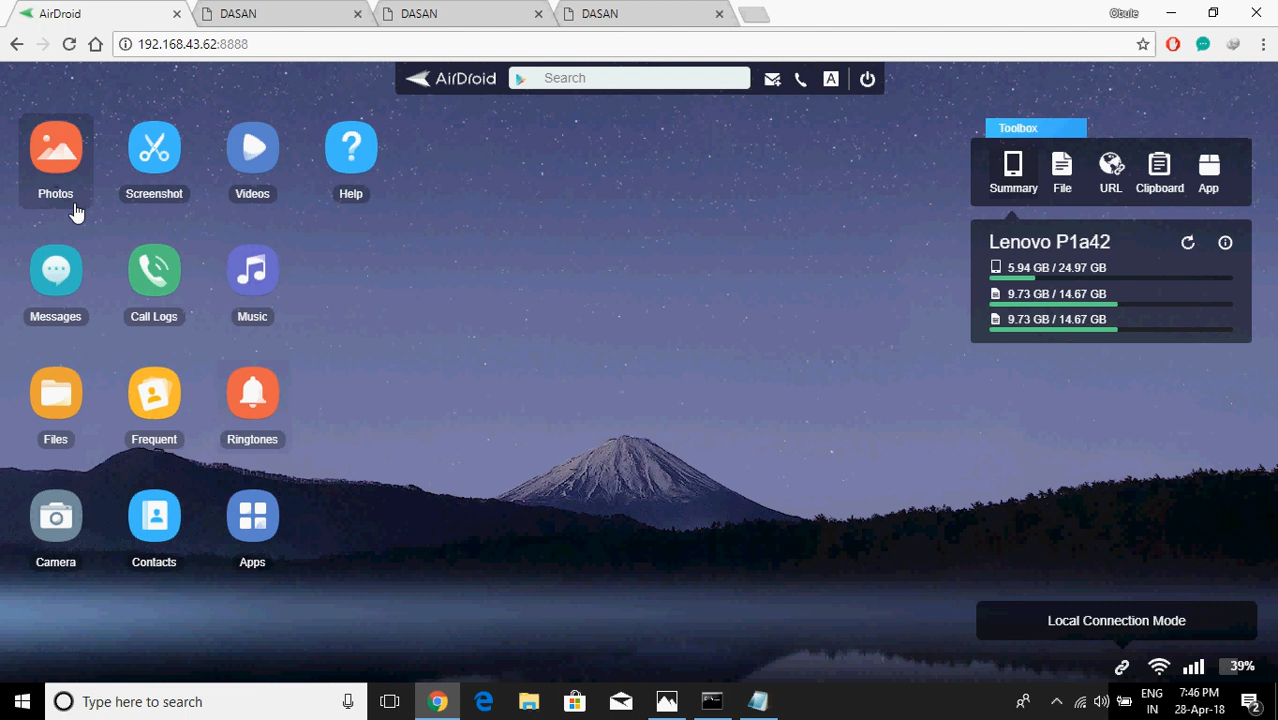 AirDroid
DASAN
DASAN
DASAN
Obule
192.168.43.62:8888
AirDroid
Search
A
Toolbox
Photos
Screenshot
Videos
Help
Summary
File
URL
Clipboard
App
Lenovo P1a42
5.94 GB / 24.97 GB
9.73 GB / 14.67 GB
9.73 GB / 14.67 GB
Messages
Call Logs
Music
Files
Frequent
Ringtones
Camera
Contacts
Apps
Local Connection Mode
39%
Type here to search
ENG
IN
7:46 PM
28-Apr-18
2